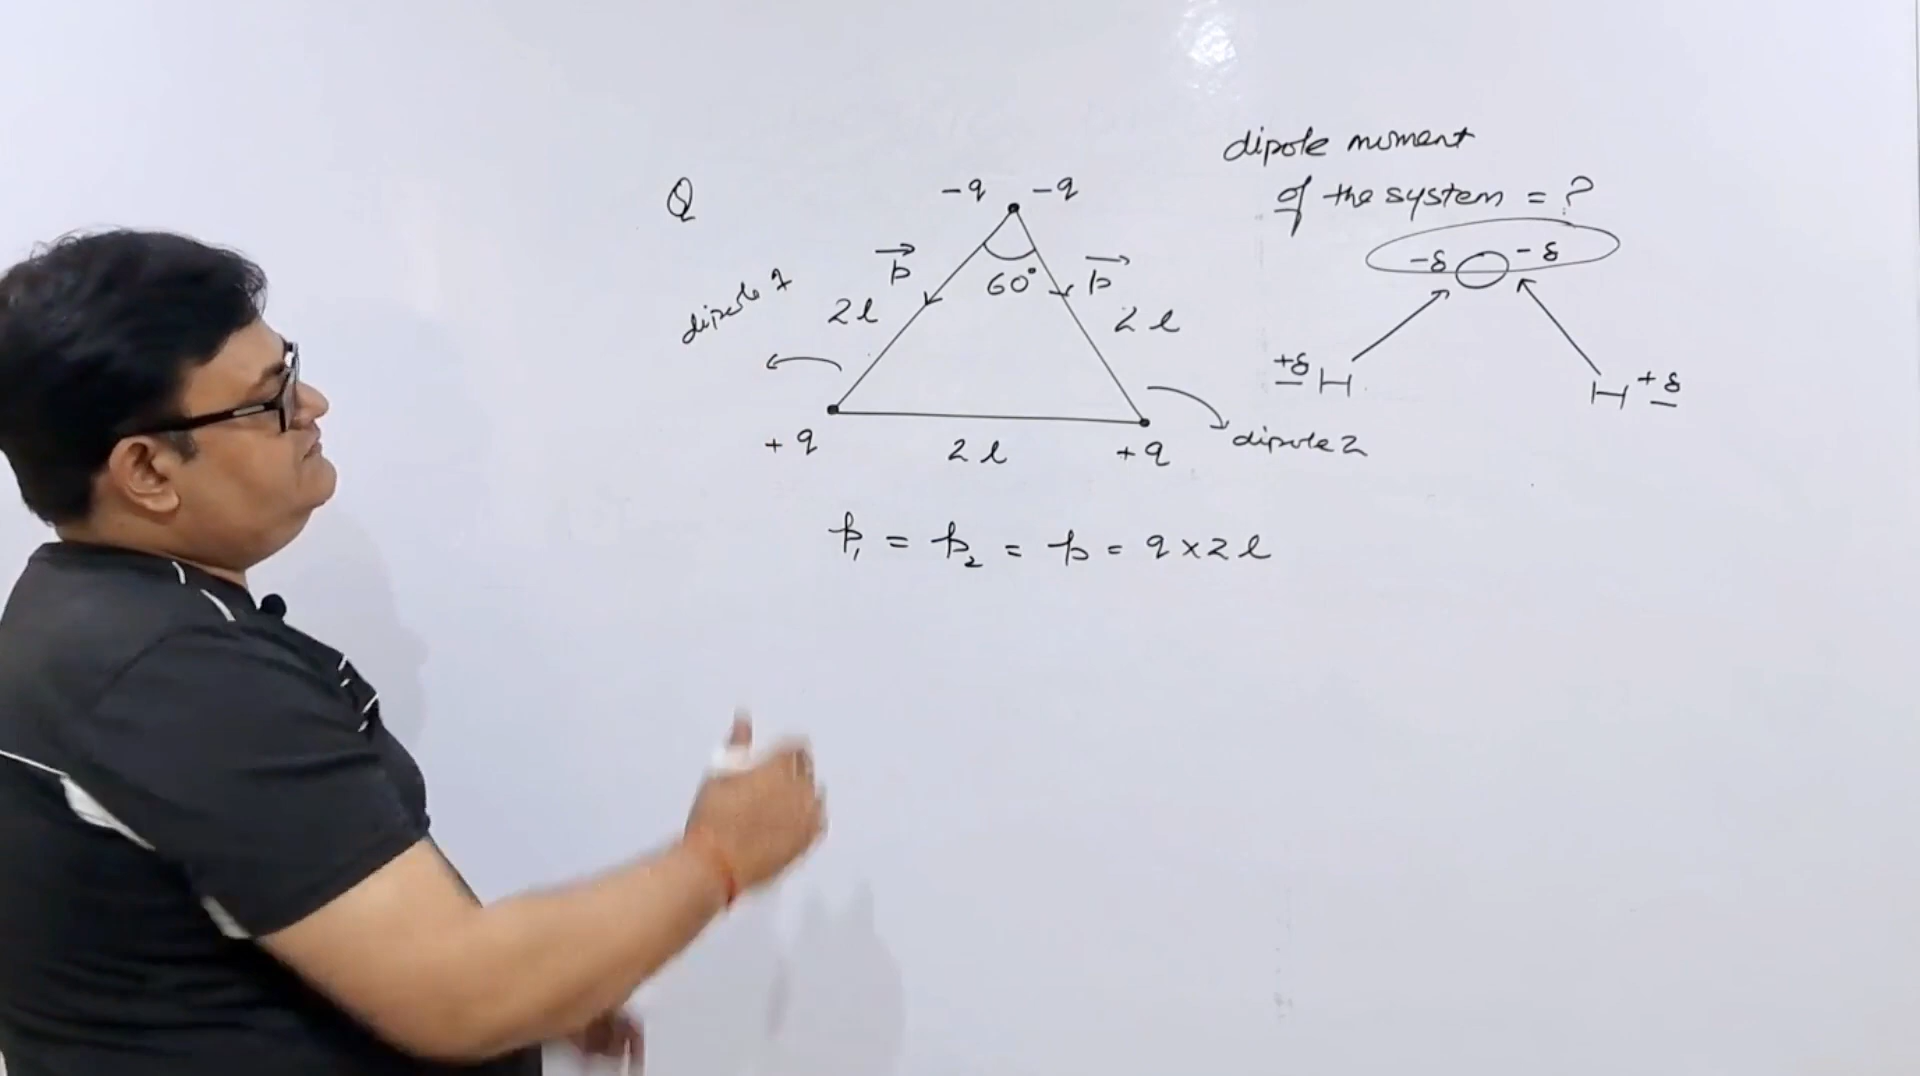 dipole moment
of the system = ?
Q
-q -q
-δ -δ
p⃗
60°
p⃗
dipole 1
2l
2l
+δ H
H +δ
+q
2l
+q
dipole 2
p₁ = p₂ = p = q × 2l